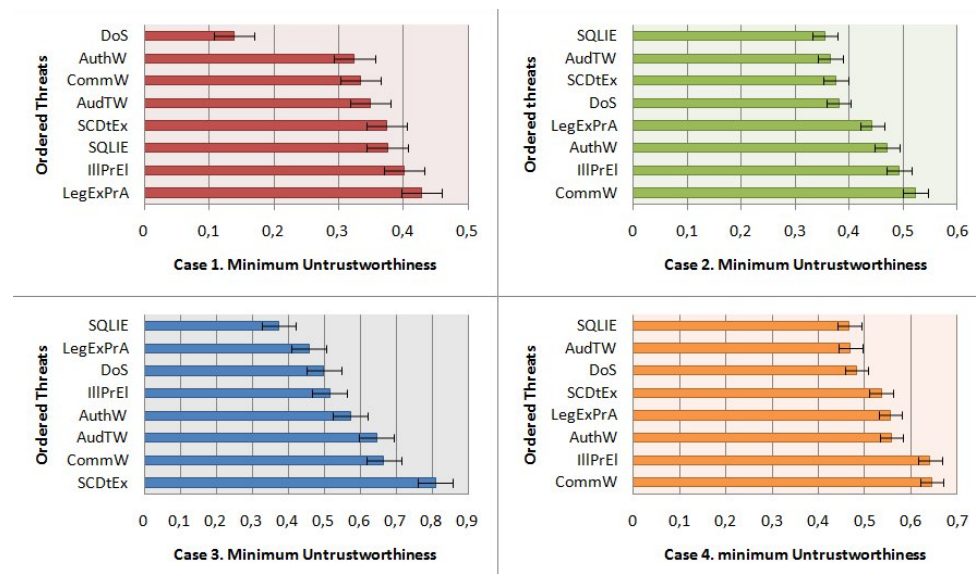 Ordered Threats
DoS
AuthW
CommW
AudTW
SCDtEx
SQLIE
IllPrEl
LegExPrA
0 0,1 0,2 0,3 0,4 0,5
Case 1. Minimum Untrustworthiness
Ordered threats
SQLIE
AudTW
SCDtEx
DoS
LegExPrA
AuthW
IllPrEl
CommW
0 0,1 0,2 0,3 0,4 0,5 0,6
Case 2. Minimum Untrustworthiness
Ordered Threats
SQLIE
LegExPrA
DoS
IllPrEl
AuthW
AudTW
CommW
SCDtEx
0 0,1 0,2 0,3 0,4 0,5 0,6 0,7 0,8 0,9
Case 3. Minimum Untrustworthiness
Ordered Threats
SQLIE
AudTW
DoS
SCDtEx
LegExPrA
AuthW
IllPrEl
CommW
0 0,1 0,2 0,3 0,4 0,5 0,6 0,7
Case 4. minimum Untrustworthiness